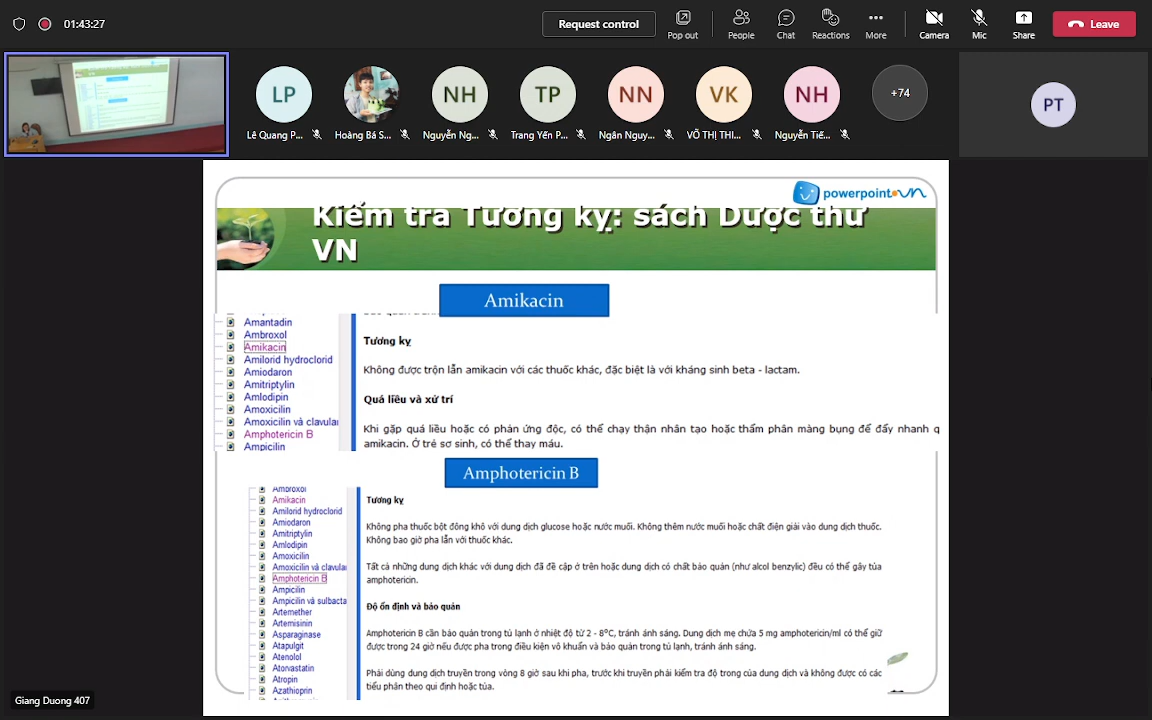 01:43:27
Request control
Pop out
People
Chat
Reactions
More
Camera
Mic
Share
Leave
LP
NH
TP
NN
VK
NH
+74
PT
Lê Quang P...
Hoàng Bá S...
Nguyễn Ng...
Trang Yến P...
Ngân Nguy...
VÕ THỊ THI...
Nguyễn Tiế...
powerpoint.vn
Kiểm tra Tương kỵ: sách Dược thư
VN
Amikacin
Amantadin
Ambroxol
Amikacin
Amilorid hydroclorid
Amiodaron
Amitriptylin
Amlodipin
Amoxicilin
Amoxicilin và clavular
Amphotericin B
Ampicilin
Tương kỵ
Không được trộn lẫn amikacin với các thuốc khác, đặc biệt là với kháng sinh beta - lactam.
Quá liều và xử trí
Khi gặp quá liều hoặc có phản ứng độc, có thể chạy thận nhân tạo hoặc thẩm phân màng bụng để đẩy nhanh q
amikacin. Ở trẻ sơ sinh, có thể thay máu.
Amphotericin B
Ambroxol
Amikacin
Amilorid hydroclorid
Amiodaron
Amitriptylin
Amlodipin
Amoxicilin
Amoxicilin và clavular
Amphotericin B
Ampicilin
Ampicilin và sulbacta
Artemether
Artemisinin
Asparaginase
Atapulgit
Atenolol
Atorvastatin
Atropin
Azathioprin
Tương kỵ
Không pha thuốc bột đông khô với dung dịch glucose hoặc nước muối. Không thêm nước muối hoặc chất điện giải vào dung dịch thuốc.
Không bao giờ pha lẫn với thuốc khác.
Tất cả những dung dịch khác với dung dịch đã đề cập ở trên hoặc dung dịch có chất bảo quản (như alcol benzylic) đều có thể gây tủa
amphotericin.
Độ ổn định và bảo quản
Amphotericin B cần bảo quản trong tủ lạnh ở nhiệt độ từ 2 - 8°C, tránh ánh sáng. Dung dịch mẹ chứa 5 mg amphotericin/ml có thể giữ
được trong 24 giờ nếu được pha trong điều kiện vô khuẩn và bảo quản trong tủ lạnh, tránh ánh sáng.
Phải dùng dung dịch truyền trong vòng 8 giờ sau khi pha, trước khi truyền phải kiểm tra độ trong của dung dịch và không được có các
tiểu phân theo qui định hoặc tủa.
Giang Duong 407